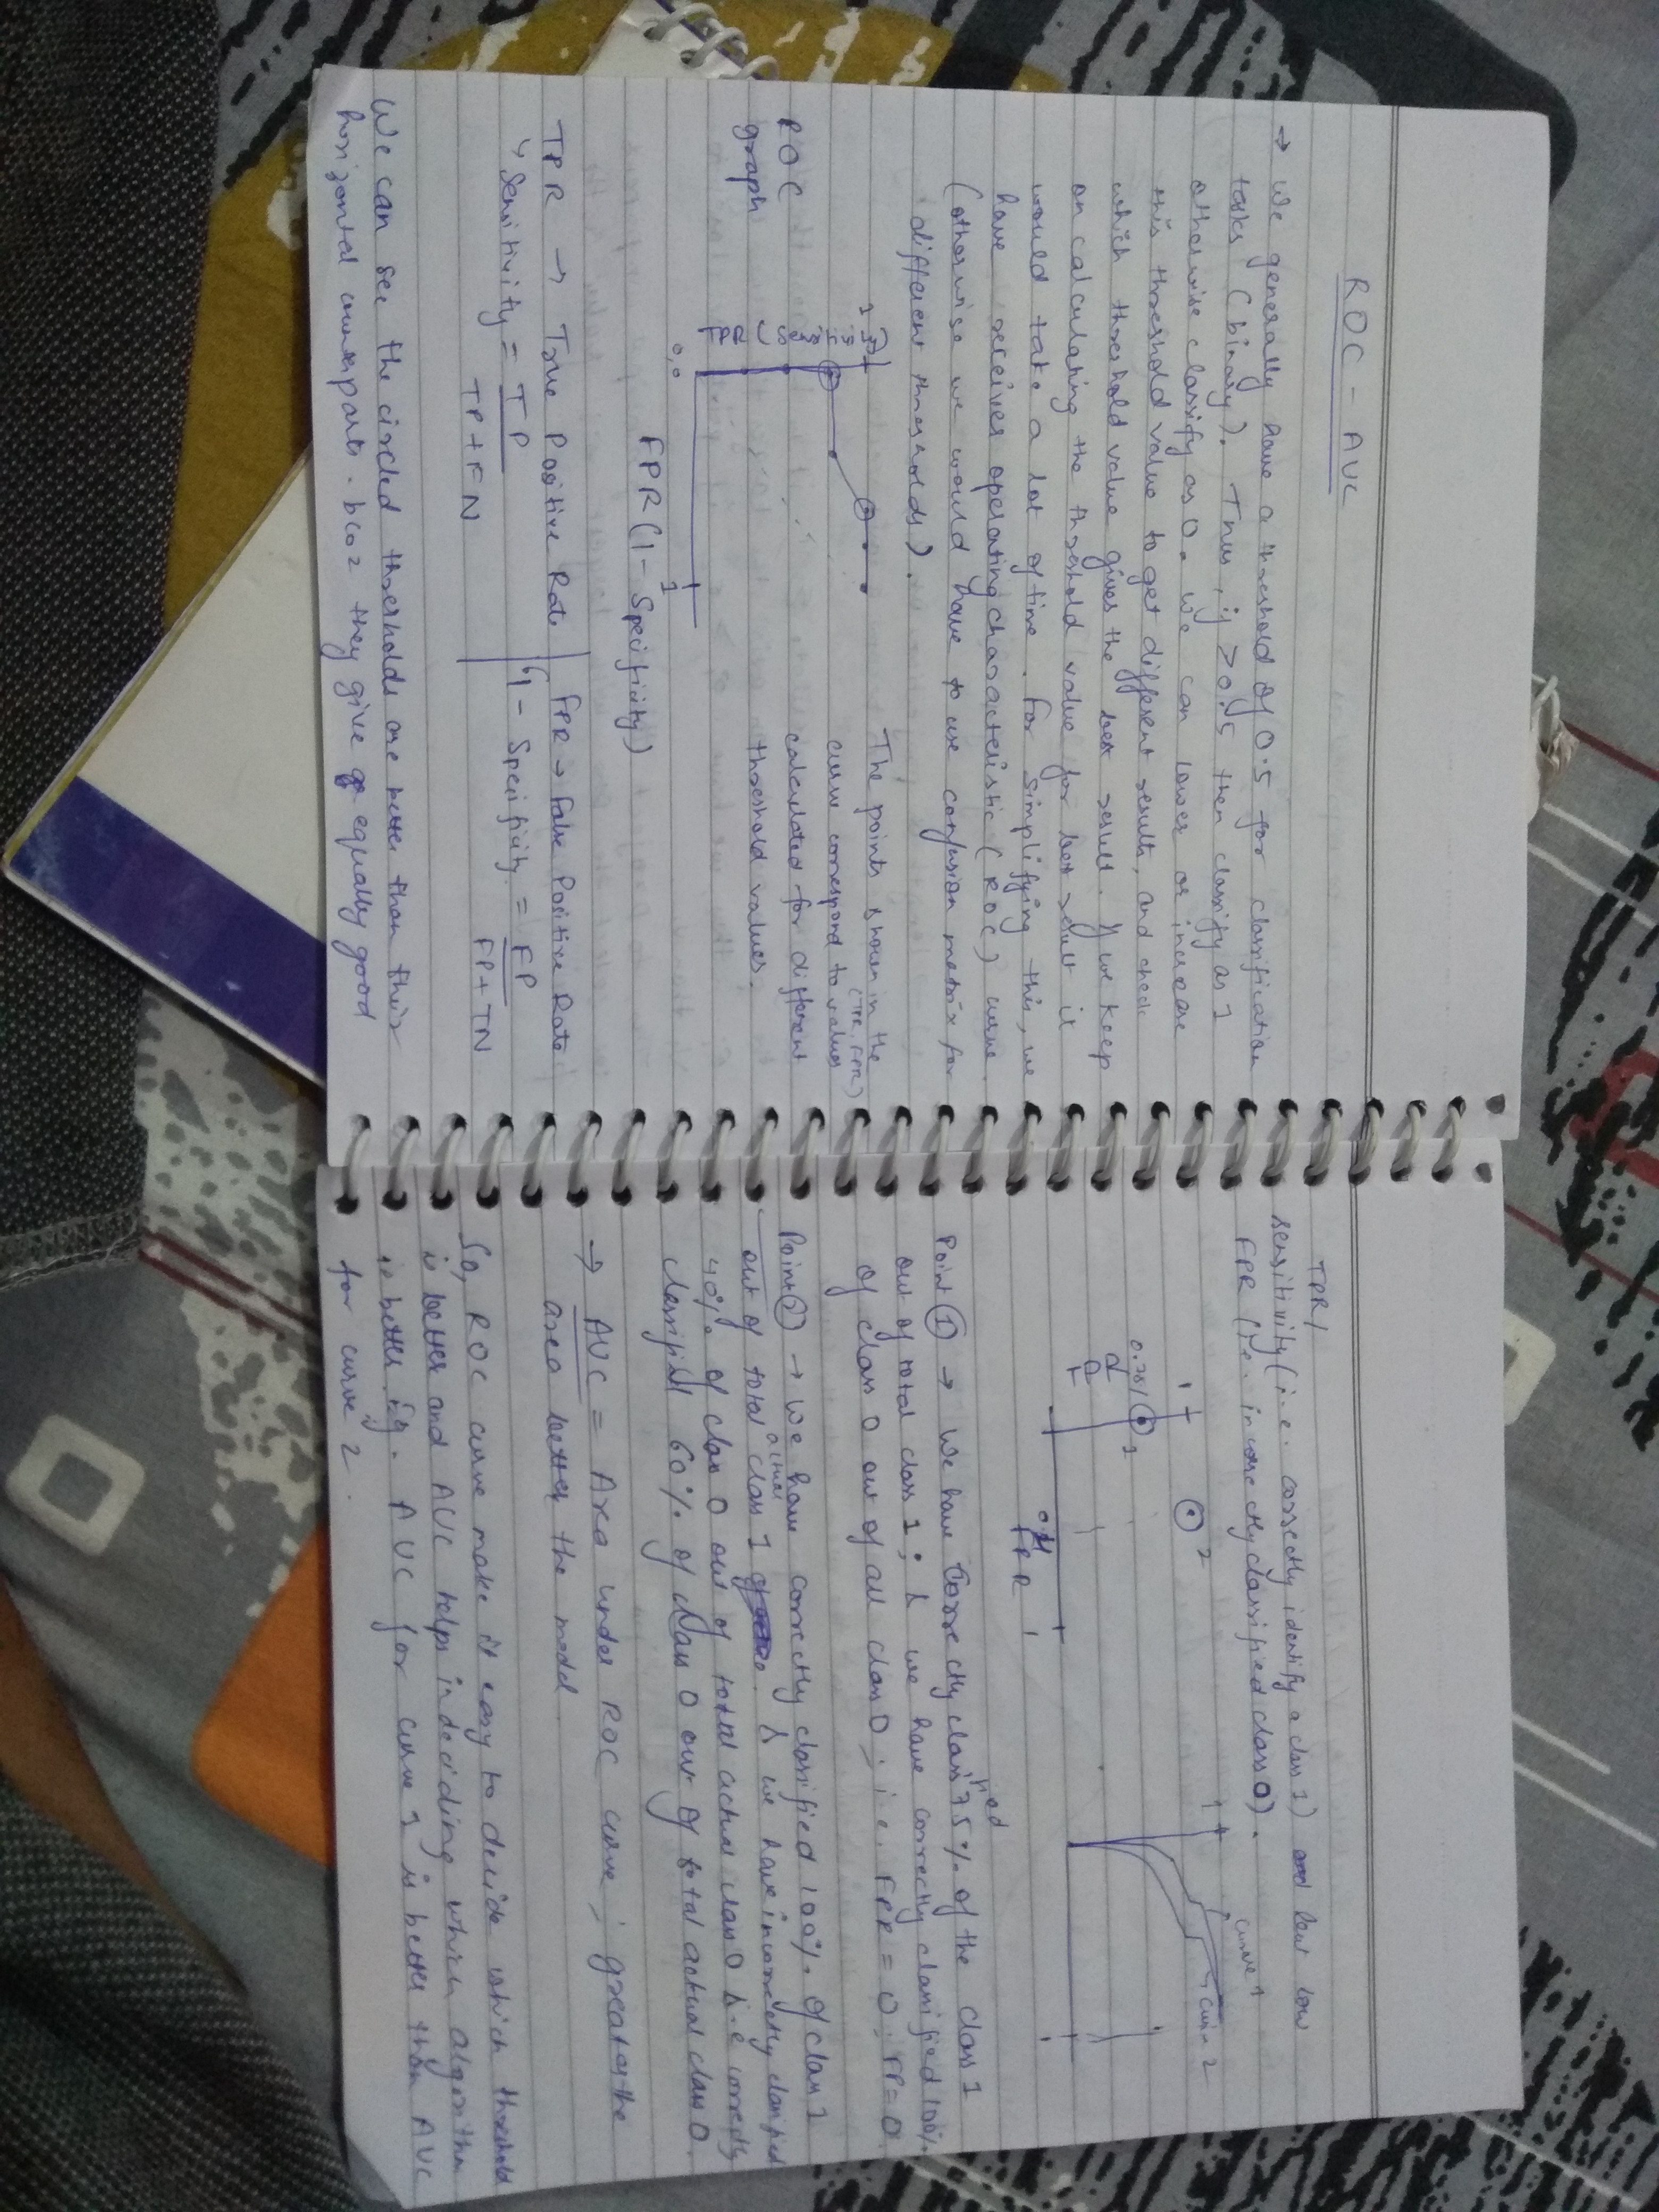 ROC - AUC
→ We generally have a threshold of 0.5 for classification
tasks (binary). Thus, if > 0.5 then classify as 1
otherwise classify as 0. We can lower or increase
this threshold value to get different results, and check
which threshold value gives the best result. If we keep
on calculating the threshold value for best result it
would take a lot of time. For simplifying this, we
have receiver operating characteristic (ROC) curve.
(otherwise we would have to use confusion matrix for
different thresholds).
ROC
graph
1
0,0
1
FPR (1 - Specificity)
The points shown in the
curve correspond to values (TPR, FPR)
calculated for different
threshold values.
TPR → True Positive Rate
↳ Sensitivity = TP
TP + FN
FPR → False Positive Rate
↳ 1 - Specificity = FP
FP + TN
We can see the circled thresholds are better than their
horizontal counterparts. bcoz they give equally good
TPR/
sensitivity (i.e. correctly identify a class 1) but low
FPR (i.e. incorrectly classified class 0).
1
0.75
TPR
1
2
0.4
FPR
1
1
curve 1
curve 2
1
Point ① → We have correctly classified 75% of the class 1
out of total class 1; & we have correctly classified 100%
of class 0 out of all class 0; i.e. FPR = 0; FP = 0
Point ② → We have correctly classified 100% of class 1
out of total actual class 1 & we have incorrectly classified
40% of class 0 out of total actual class 0 i.e correctly
classified 60% of class 0 out of total actual class 0.
→ AUC = Area under ROC curve; greater the
area better the model.
So, ROC curve make it easy to decide which threshold
is better and AUC helps in deciding which algorithm
is better. Eg. AUC for curve 1 is better than AUC
for curve 2.